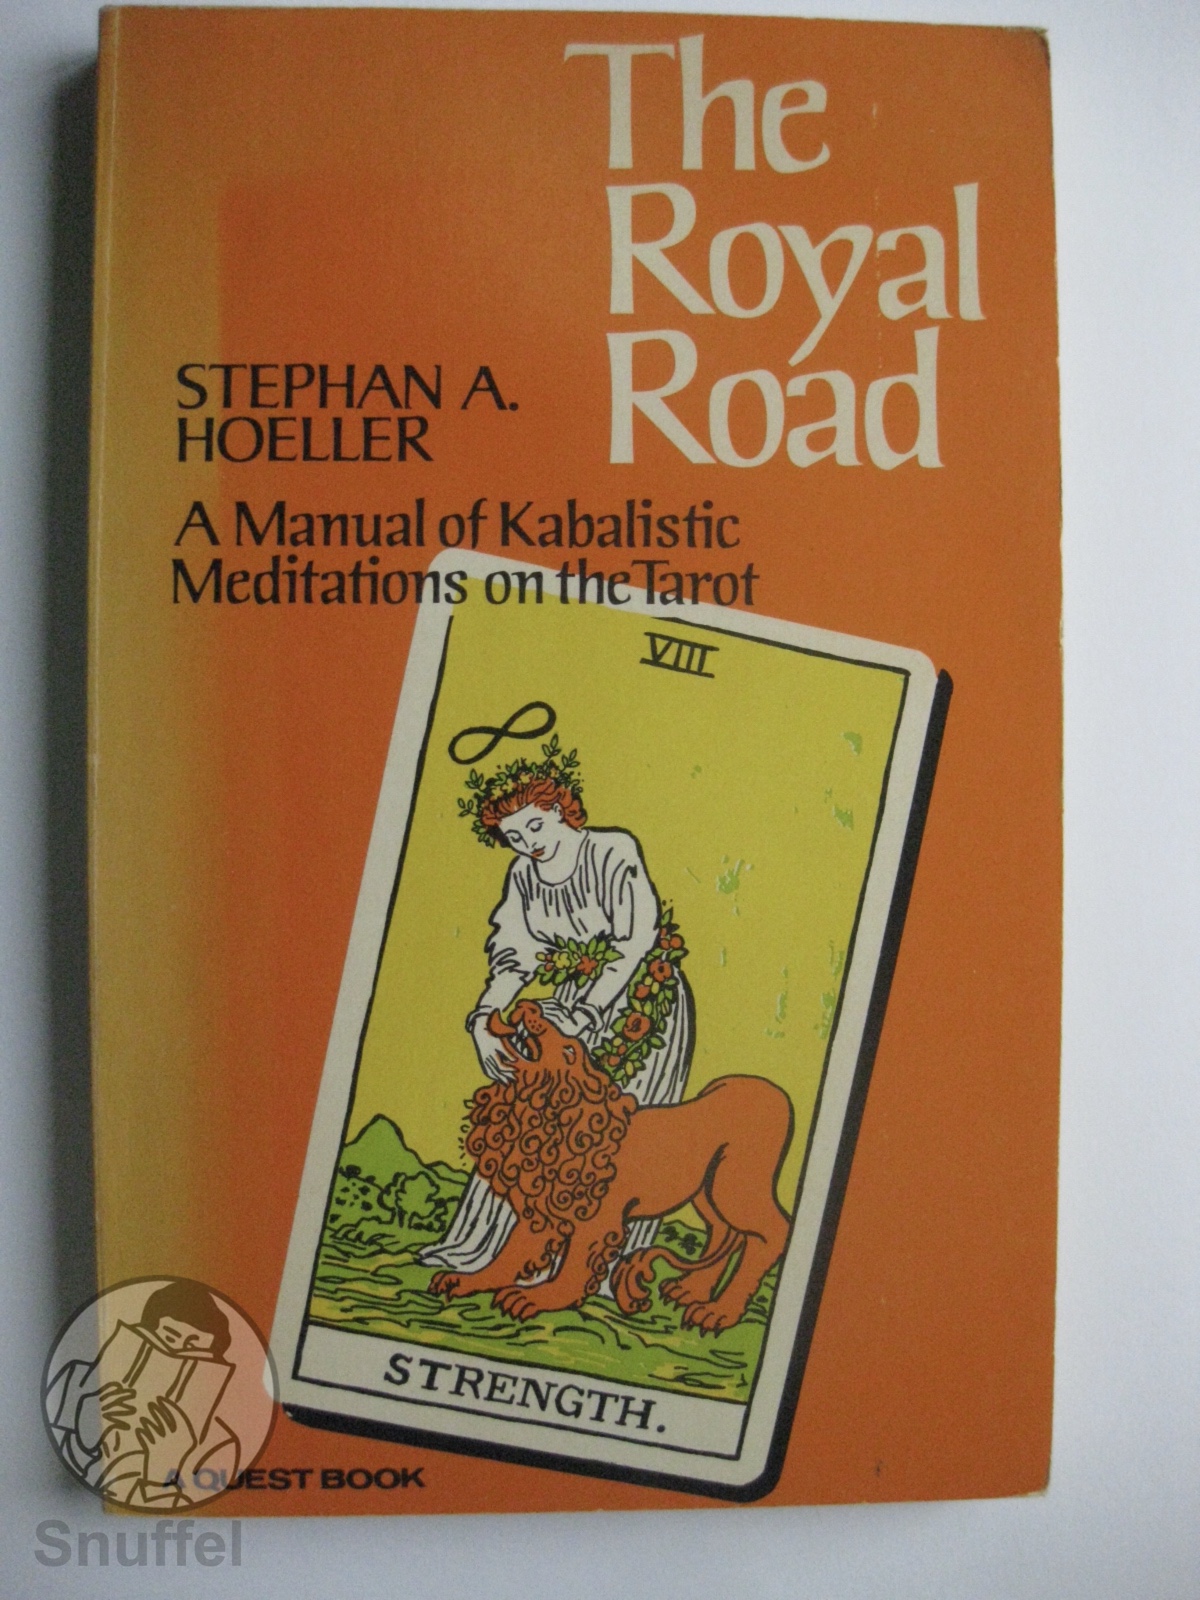 The
Royal
Road
STEPHAN A.
HOELLER
A Manual of Kabalistic
Meditations on the Tarot
VIII
STRENGTH.
A QUEST BOOK
Snuffel